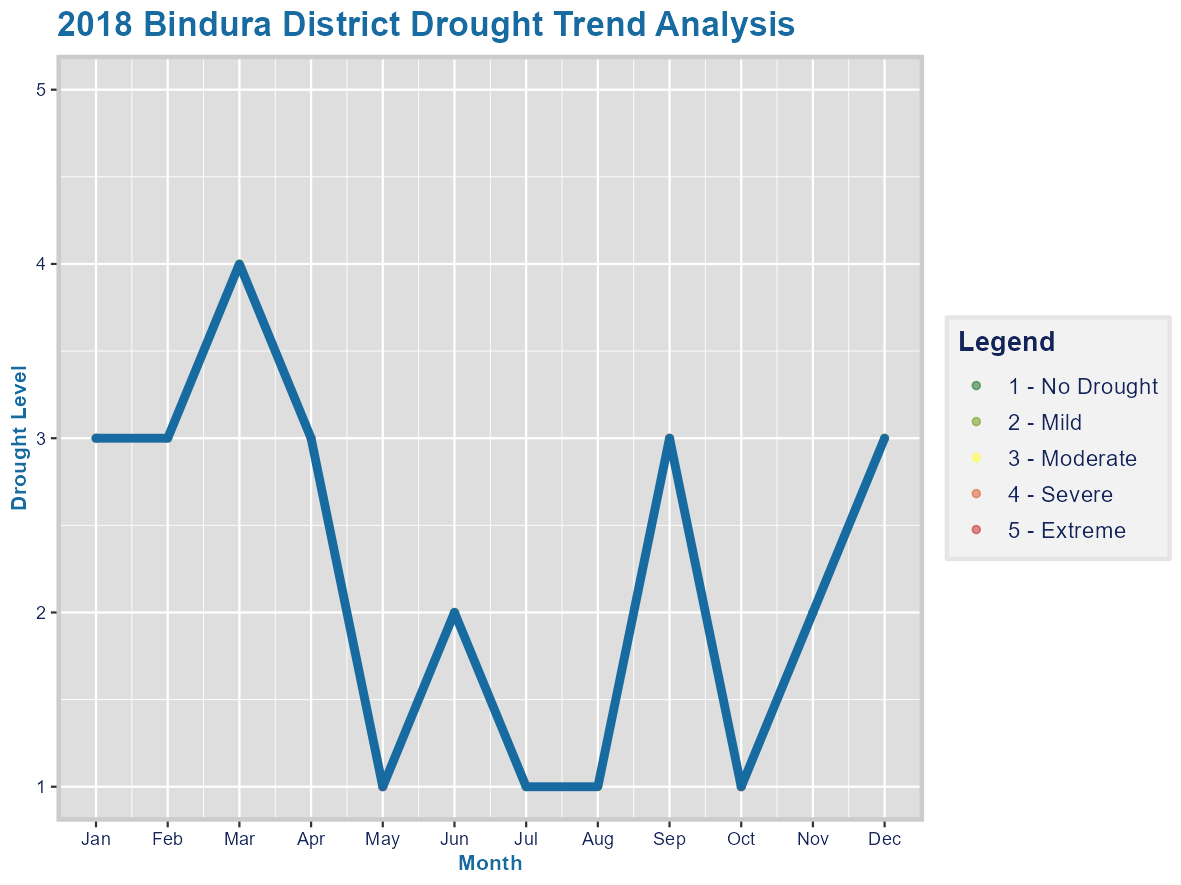 2018 Bindura District Drought Trend Analysis
5
4
3
2
1
Drought Level
Jan Feb Mar Apr May Jun Jul Aug Sep Oct Nov Dec
Month
Legend
1 - No Drought
2 - Mild
3 - Moderate
4 - Severe
5 - Extreme